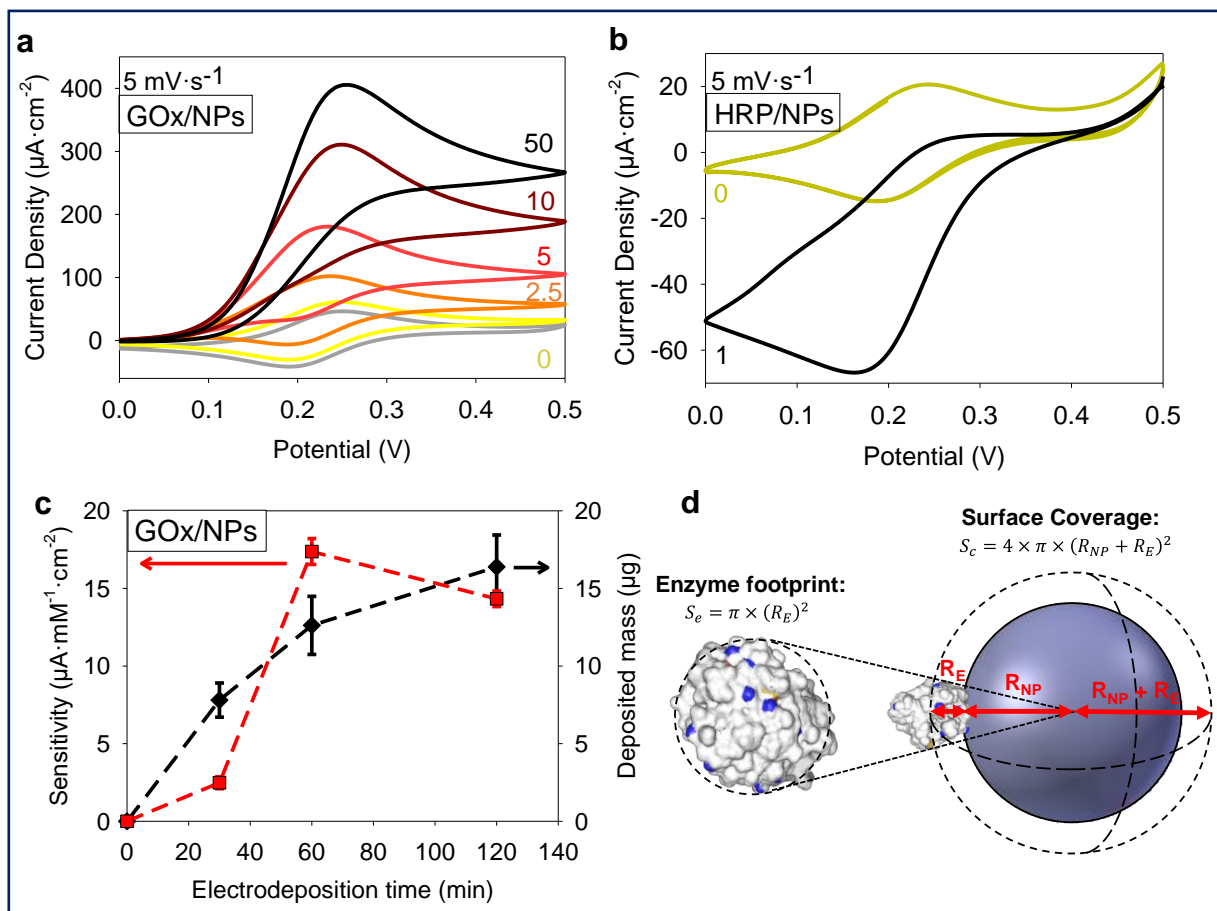 a
5 mV·s-1
GOx/NPs
400
300
200
100
0
50
10
5
2.5
0
Current Density (µA·cm-2)
0.0 0.1 0.2 0.3 0.4 0.5
Potential (V)
b
5 mV·s-1
HRP/NPs
20
0
-20
-40
-60
0
1
Current Density (µA·cm-2)
0.0 0.1 0.2 0.3 0.4 0.5
Potential (V)
c
GOx/NPs
20
15
10
5
0
Sensitivity (µA·mM-1·cm-2)
20
15
10
5
0
Deposited mass (µg)
0 20 40 60 80 100 120 140
Electrodeposition time (min)
d
Surface Coverage:
Sc = 4 × π × (RNP + RE)2
Enzyme footprint:
Se = π × (RE)2
RE
RNP
RNP + RE